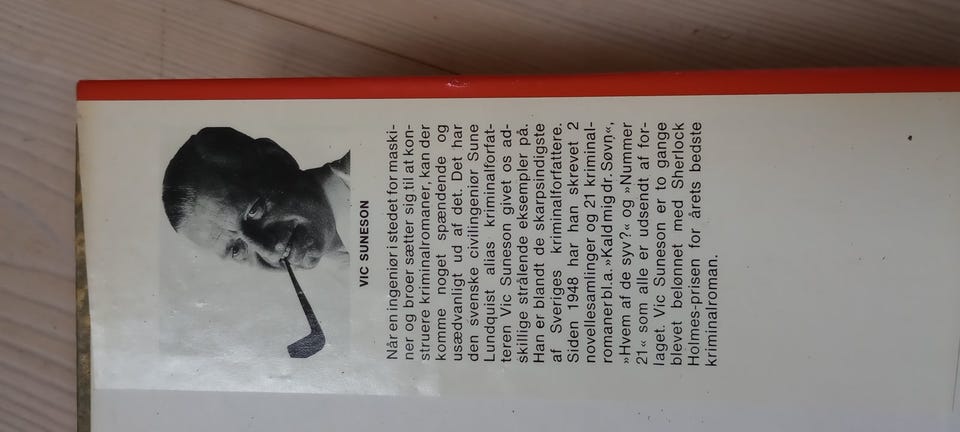 VIC SUNESON
Når en ingeniør i stedet for maski-
ner og broer sætter sig til at kon-
struere kriminalromaner, kan der
komme noget spændende og
usædvanligt ud af det. Det har
den svenske civilingeniør Sune
Lundquist alias kriminalforfat-
teren Vic Suneson givet os ad-
skillige strålende eksempler på.
Han er blandt de skarpsindigste
af Sveriges kriminalforfattere.
Siden 1948 har han skrevet 2
novellesamlinger og 21 kriminal-
romaner bl.a. »Kald mig dr. Søvn«,
»Hvem af de syv?« og »Nummer
21« som alle er udsendt af for-
laget. Vic Suneson er to gange
blevet belønnet med Sherlock
Holmes-prisen for årets bedste
kriminalroman.